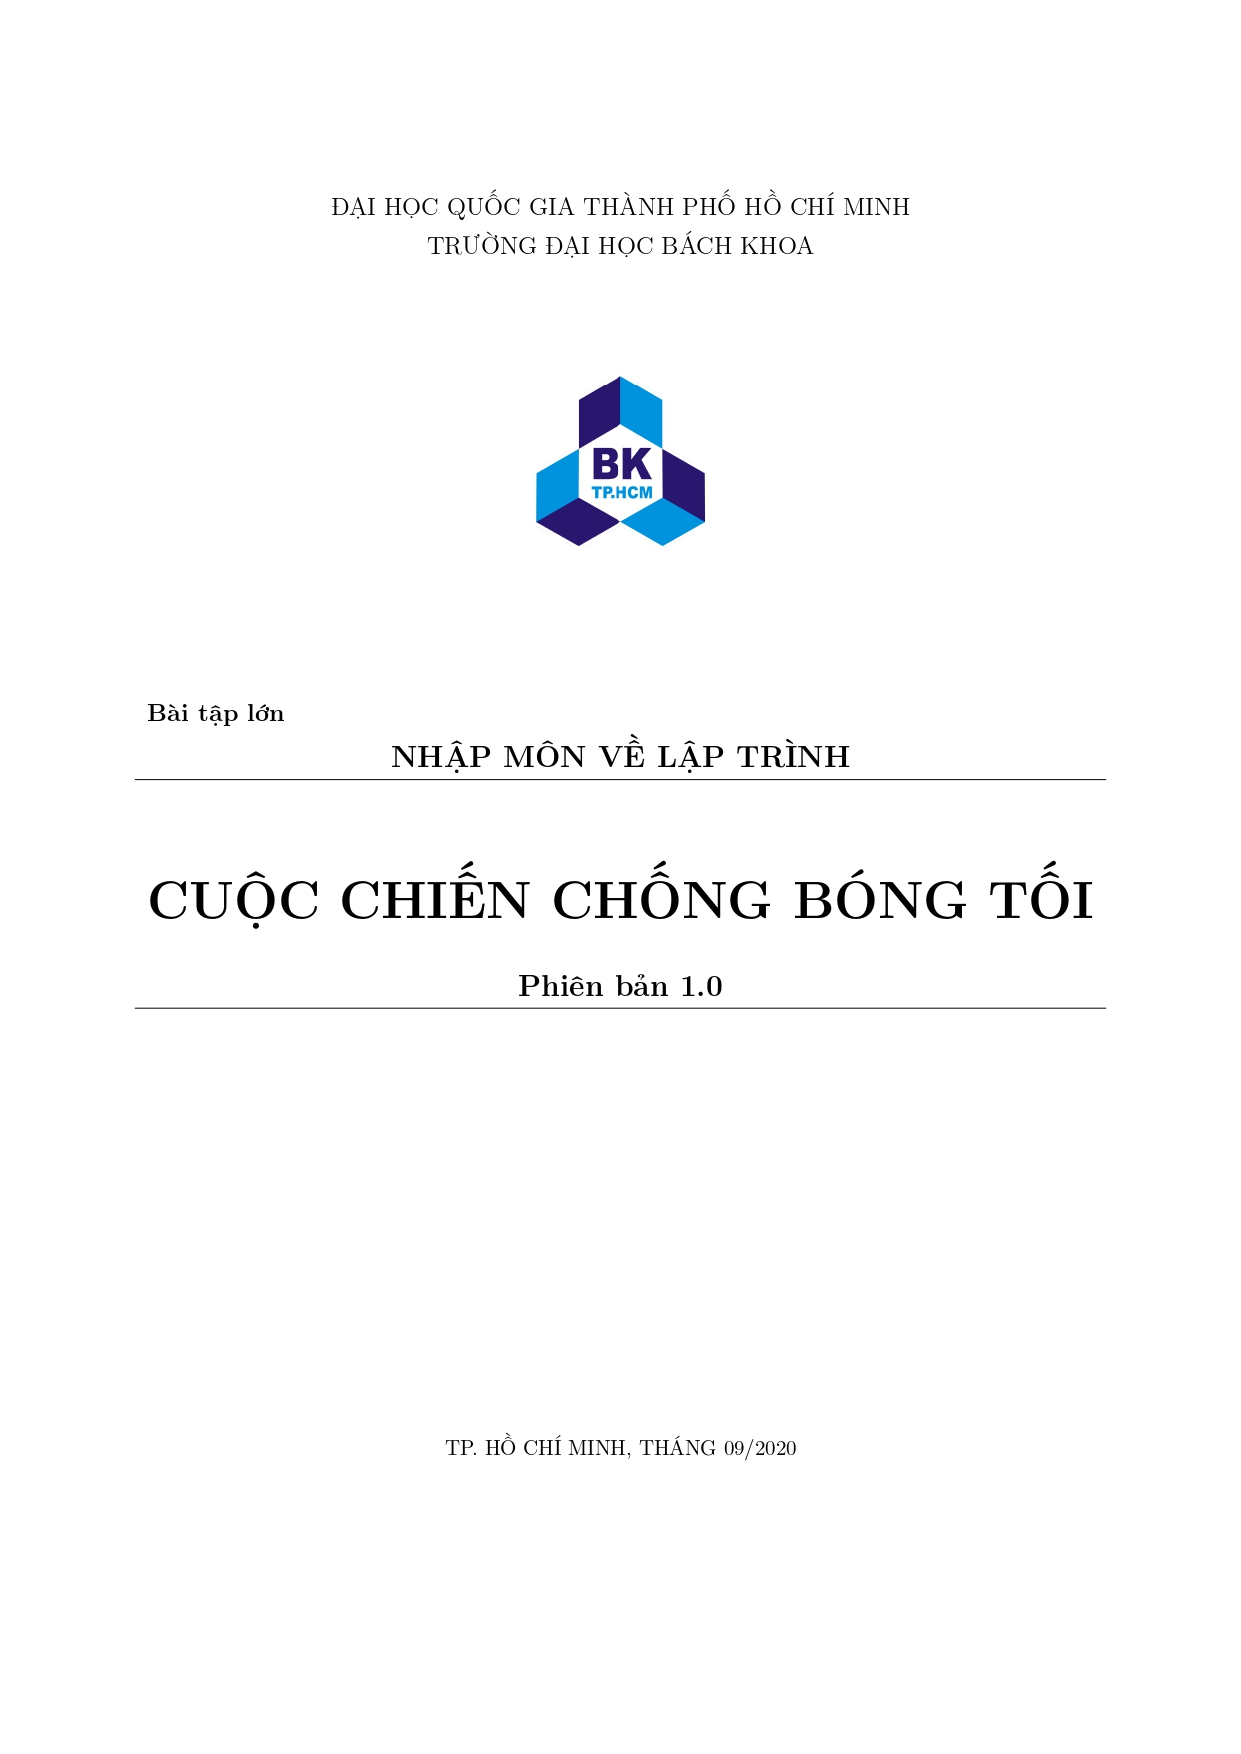 ĐẠI HỌC QUỐC GIA THÀNH PHỐ HỒ CHÍ MINH
TRƯỜNG ĐẠI HỌC BÁCH KHOA
BK
TP.HCM
Bài tập lớn
NHẬP MÔN VỀ LẬP TRÌNH
CUỘC CHIẾN CHỐNG BÓNG TỐI
Phiên bản 1.0
TP. HỒ CHÍ MINH, THÁNG 09/2020